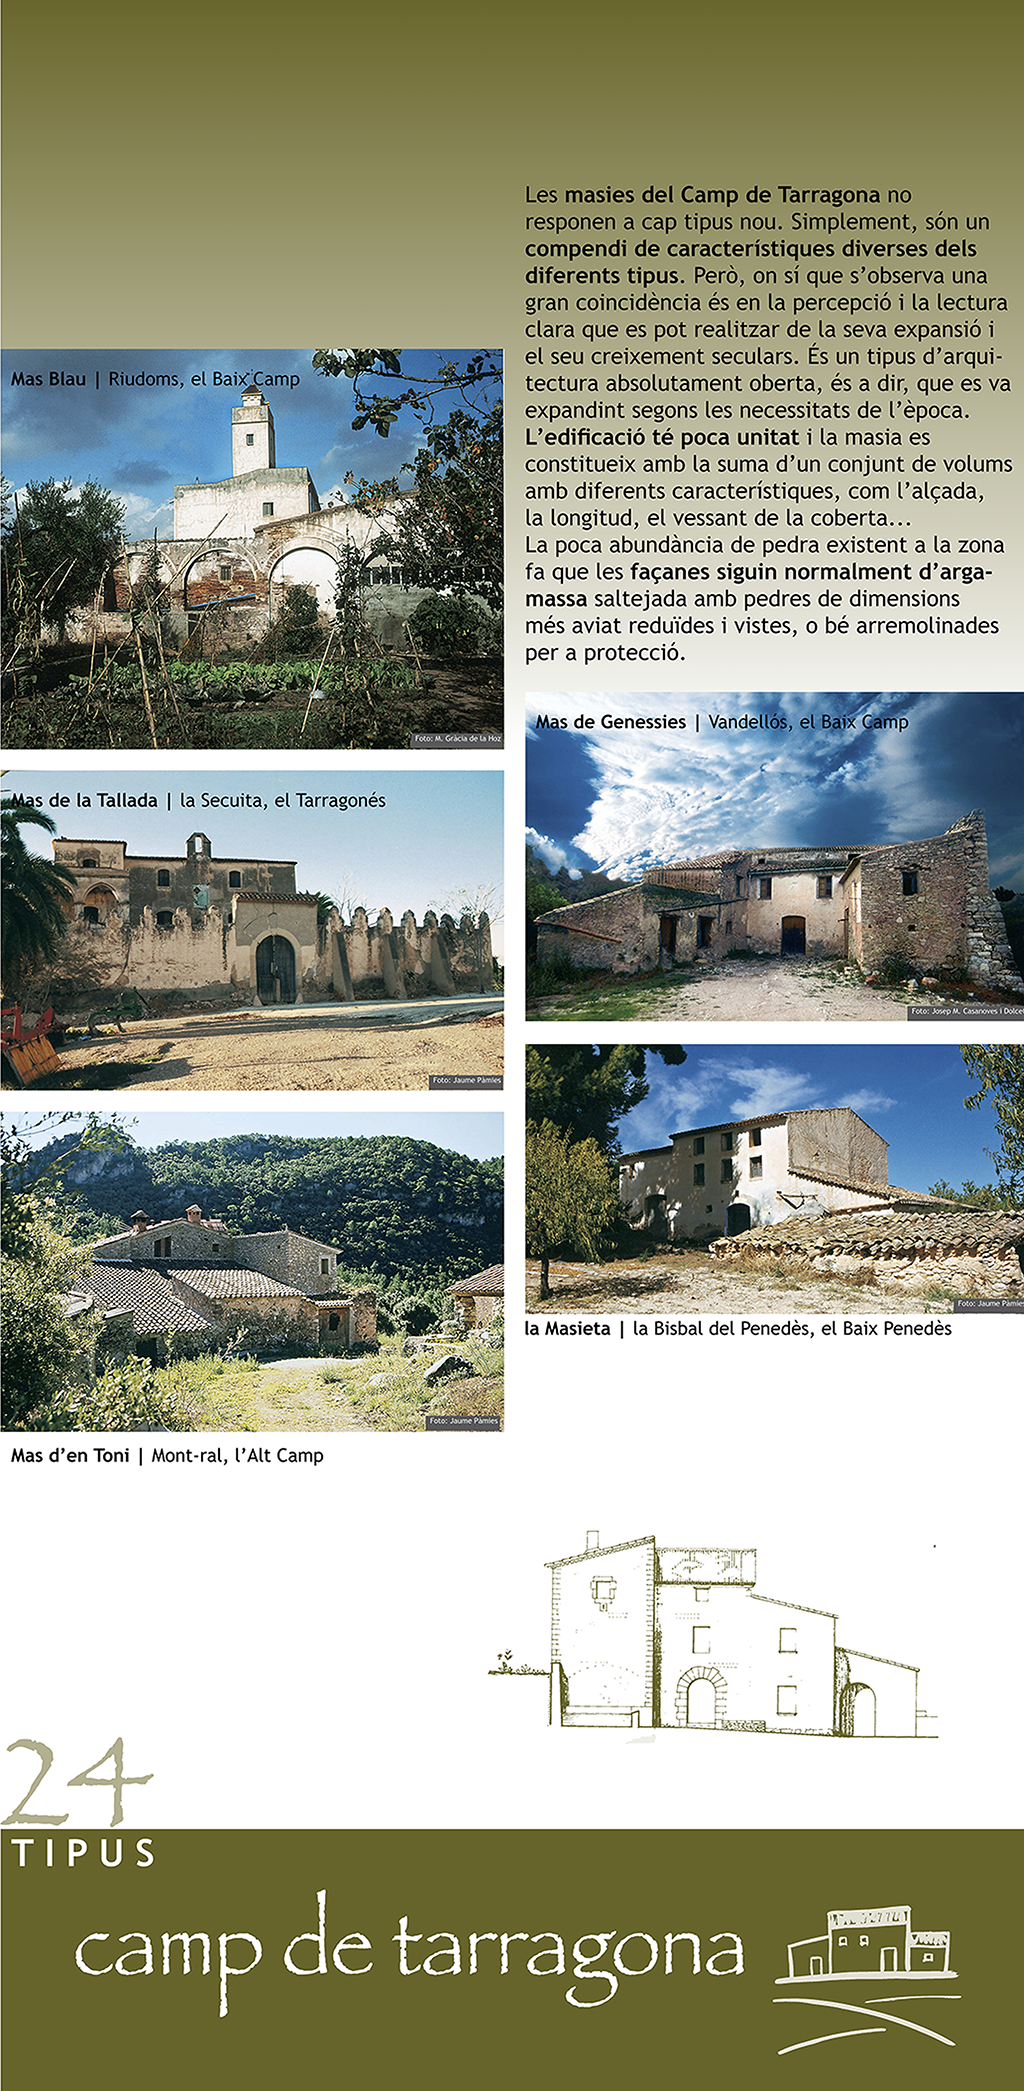 Les masies del Camp de Tarragona no
responen a cap tipus nou. Simplement, són un
compendi de característiques diverses dels
diferents tipus. Però, on sí que s'observa una
gran coincidència és en la percepció i la lectura
clara que es pot realitzar de la seva expansió i
el seu creixement seculars. És un tipus d'arqui-
tectura absolutament oberta, és a dir, que es va
expandint segons les necessitats de l'època.
L'edificació té poca unitat i la masia es
constitueix amb la suma d'un conjunt de volums
amb diferents característiques, com l'alçada,
la longitud, el vessant de la coberta...
La poca abundància de pedra existent a la zona
fa que les façanes siguin normalment d'arga-
massa saltejada amb pedres de dimensions
més aviat reduïdes i vistes, o bé arremolinades
per a protecció.
Mas Blau | Riudoms, el Baix Camp
Foto: M. Gràcia de la Hoz
Mas de la Tallada | la Secuita, el Tarragonés
Foto: Jaume Pàmies
Mas d'en Toni | Mont-ral, l'Alt Camp
Foto: Jaume Pàmies
Mas de Genessies | Vandellós, el Baix Camp
Foto: Josep M. Casanoves i Dolcet
la Masieta | la Bisbal del Penedès, el Baix Penedès
Foto: Jaume Pàmies
24
TIPUS
camp de tarragona